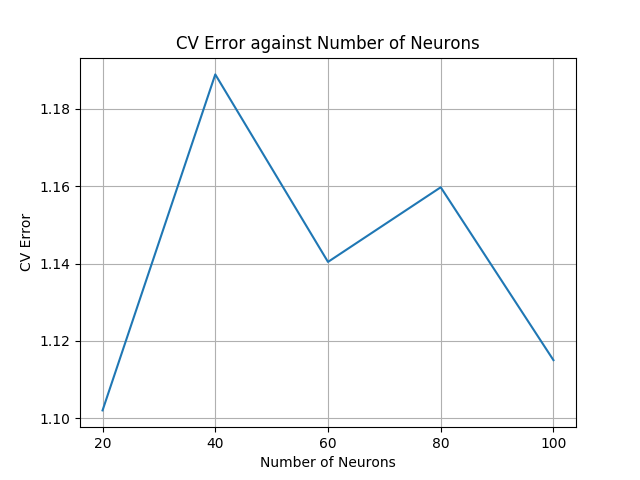 CV Error against Number of Neurons
1.18
1.16
1.14
1.12
1.10
CV Error
20 40 60 80 100
Number of Neurons